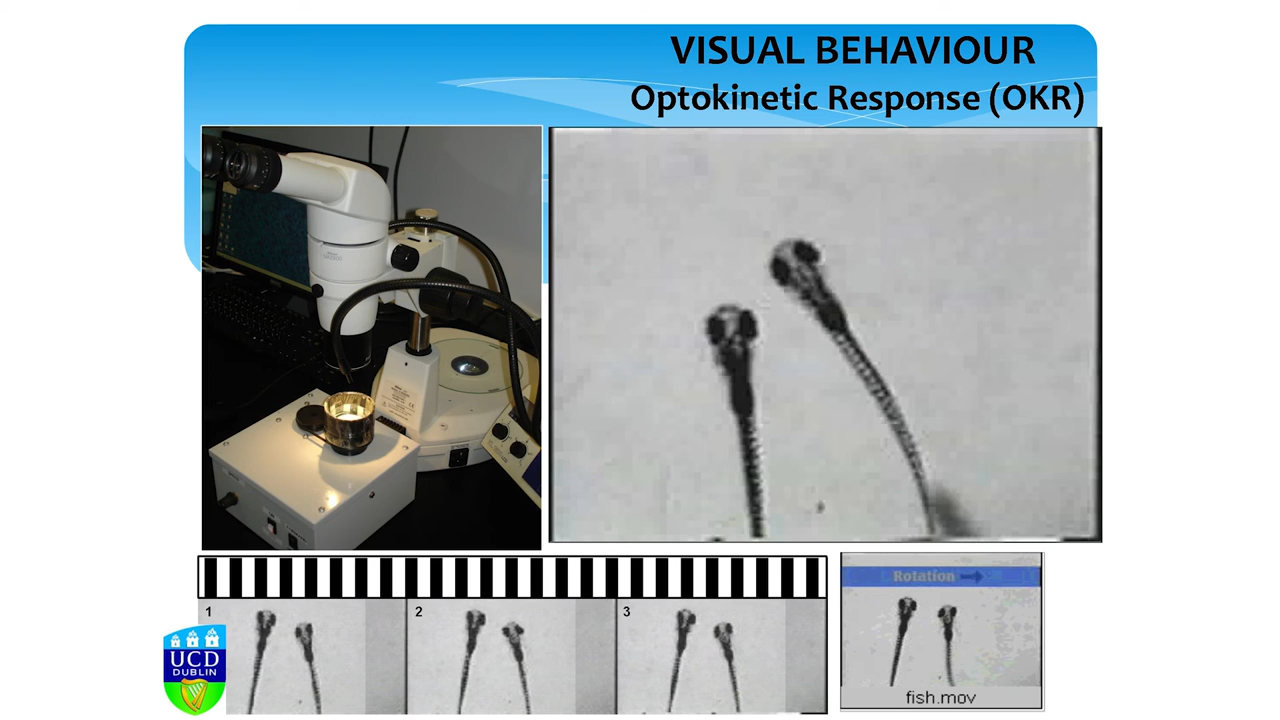 VISUAL BEHAVIOUR
Optokinetic Response (OKR)
1
2
3
Rotation
fish.mov
UCD
DUBLIN